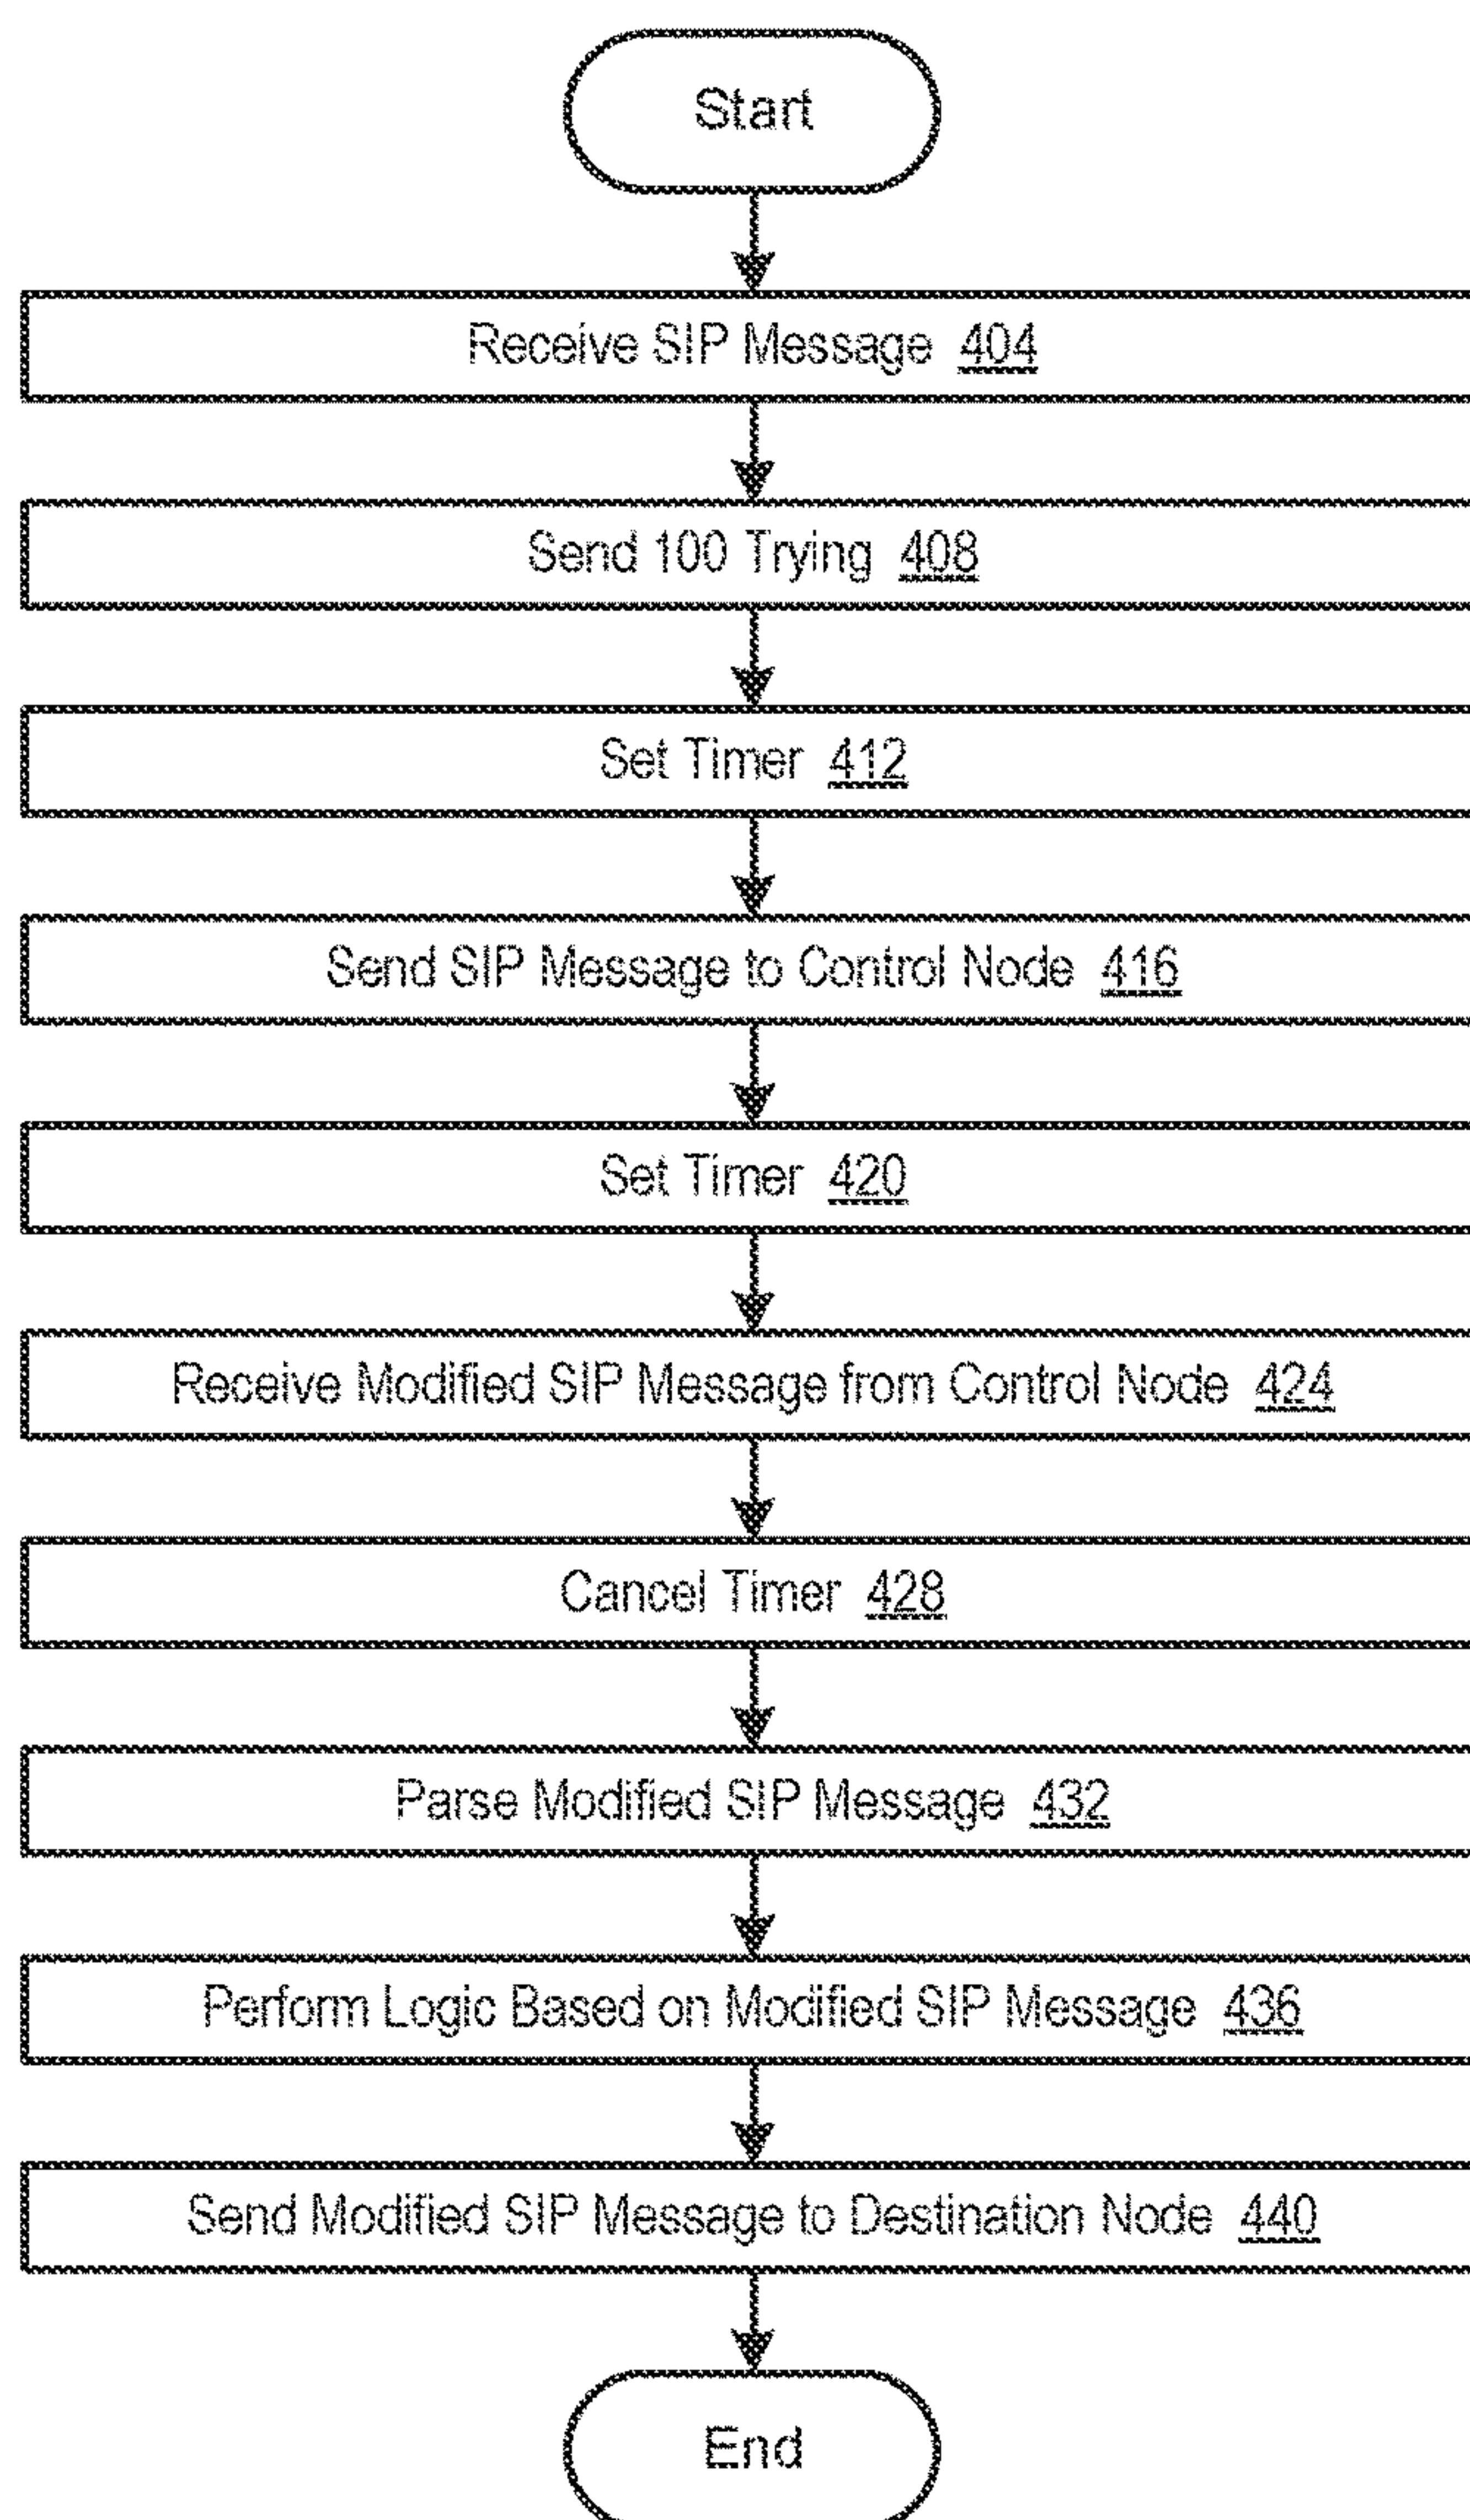 Start
Receive SIP Message 404
Send 100 Trying 408
Set Timer 412
Send SIP Message to Control Node 416
Set Timer 420
Receive Modified SIP Message from Control Node 424
Cancel Timer 428
Parse Modified SIP Message 432
Perform Logic Based on Modified SIP Message 436
Send Modified SIP Message to Destination Node 440
End